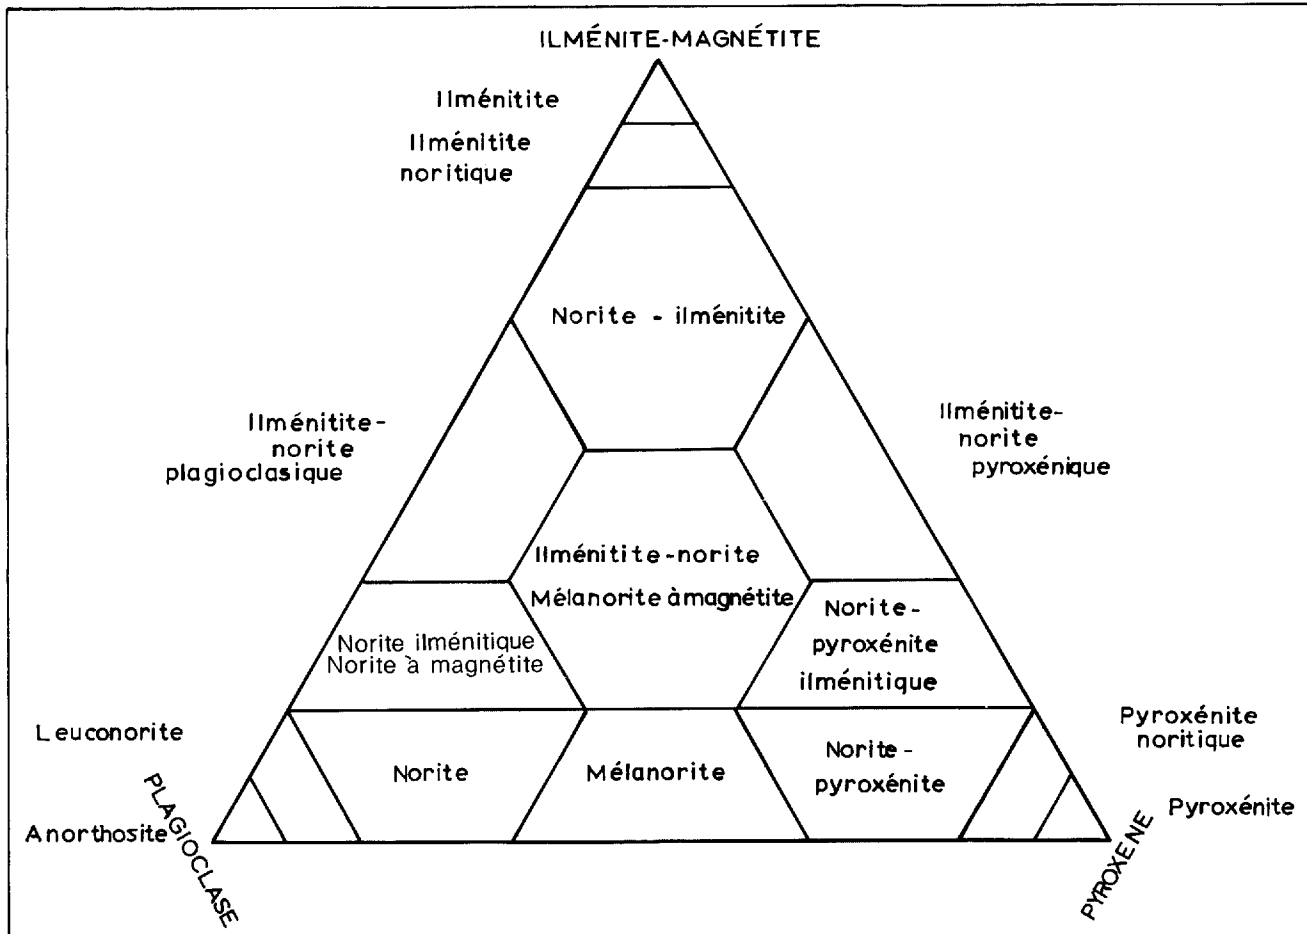 ILMÉNITE-MAGNÉTITE
Ilménitite
Ilménitite
noritique
Norite - ilménitite
Ilménitite-
norite
plagioclasique
Ilménitite-
norite
pyroxénique
Ilménitite-norite
Mélanorite à magnétite
Norite-
pyroxénite
ilménitique
Norite ilménitique
Norite à magnétite
Leuconorite
Norite
Mélanorite
Norite-
pyroxénite
Pyroxénite
noritique
Anorthosite
Pyroxénite
PLAGIOCLASE
PYROXENE